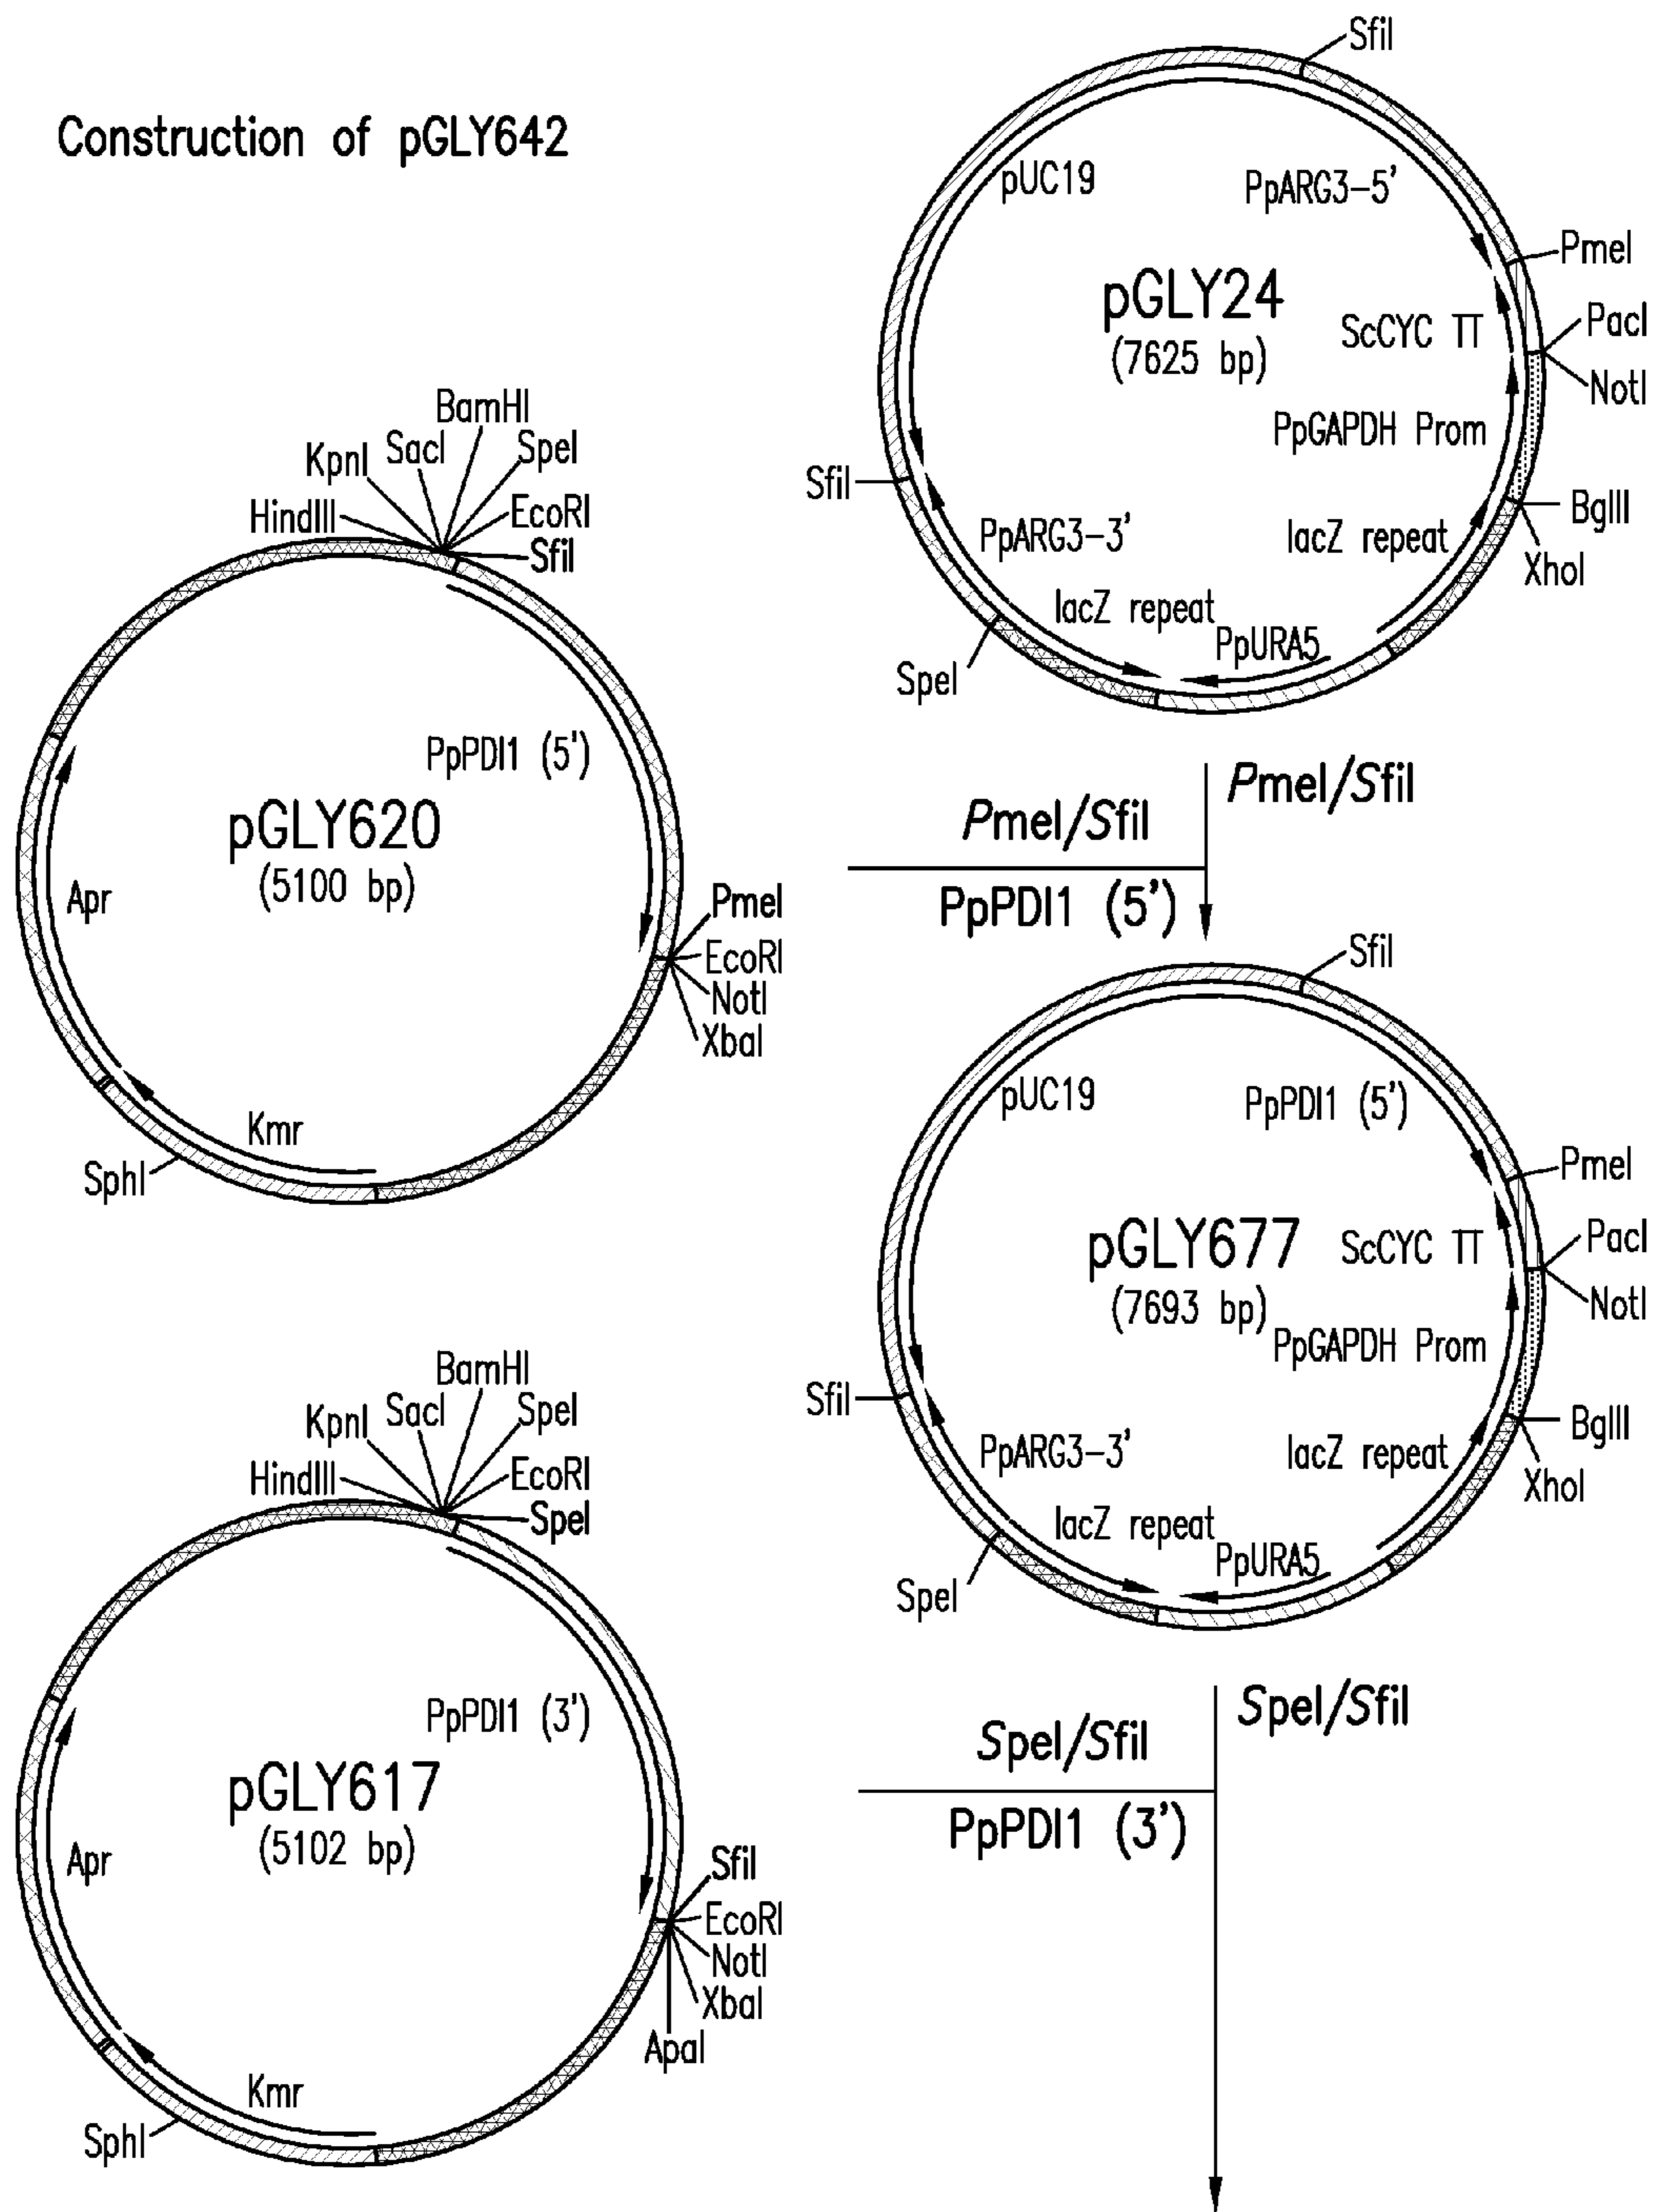 Construction of pGLY642
SfiI
pUC19
PpARG3-5'
PmeI
pGLY24
(7625 bp)
ScCYC TT
PacI
NotI
PpGAPDH Prom
SfiI
BglII
PpARG3-3'
lacZ repeat
XhoI
lacZ repeat
PpURA5
SpeI
BamHI
KpnI
SacI
SpeI
HindIII
EcoRI
SfiI
PpPDI1 (5')
pGLY620
(5100 bp)
Apr
PmeI
EcoRI
NotI
XbaI
Kmr
SphI
PmeI/SfiI
PpPDI1 (5')
PmeI/SfiI
SfiI
pUC19
PpPDI1 (5')
PmeI
pGLY677
(7693 bp)
ScCYC TT
PacI
NotI
PpGAPDH Prom
SfiI
BglII
PpARG3-3'
lacZ repeat
XhoI
lacZ repeat
PpURA5
SpeI
BamHI
KpnI
SacI
SpeI
HindIII
EcoRI
SpeI
PpPDI1 (3')
pGLY617
(5102 bp)
Apr
SfiI
EcoRI
NotI
XbaI
ApaI
Kmr
SphI
SpeI/SfiI
PpPDI1 (3')
SpeI/SfiI